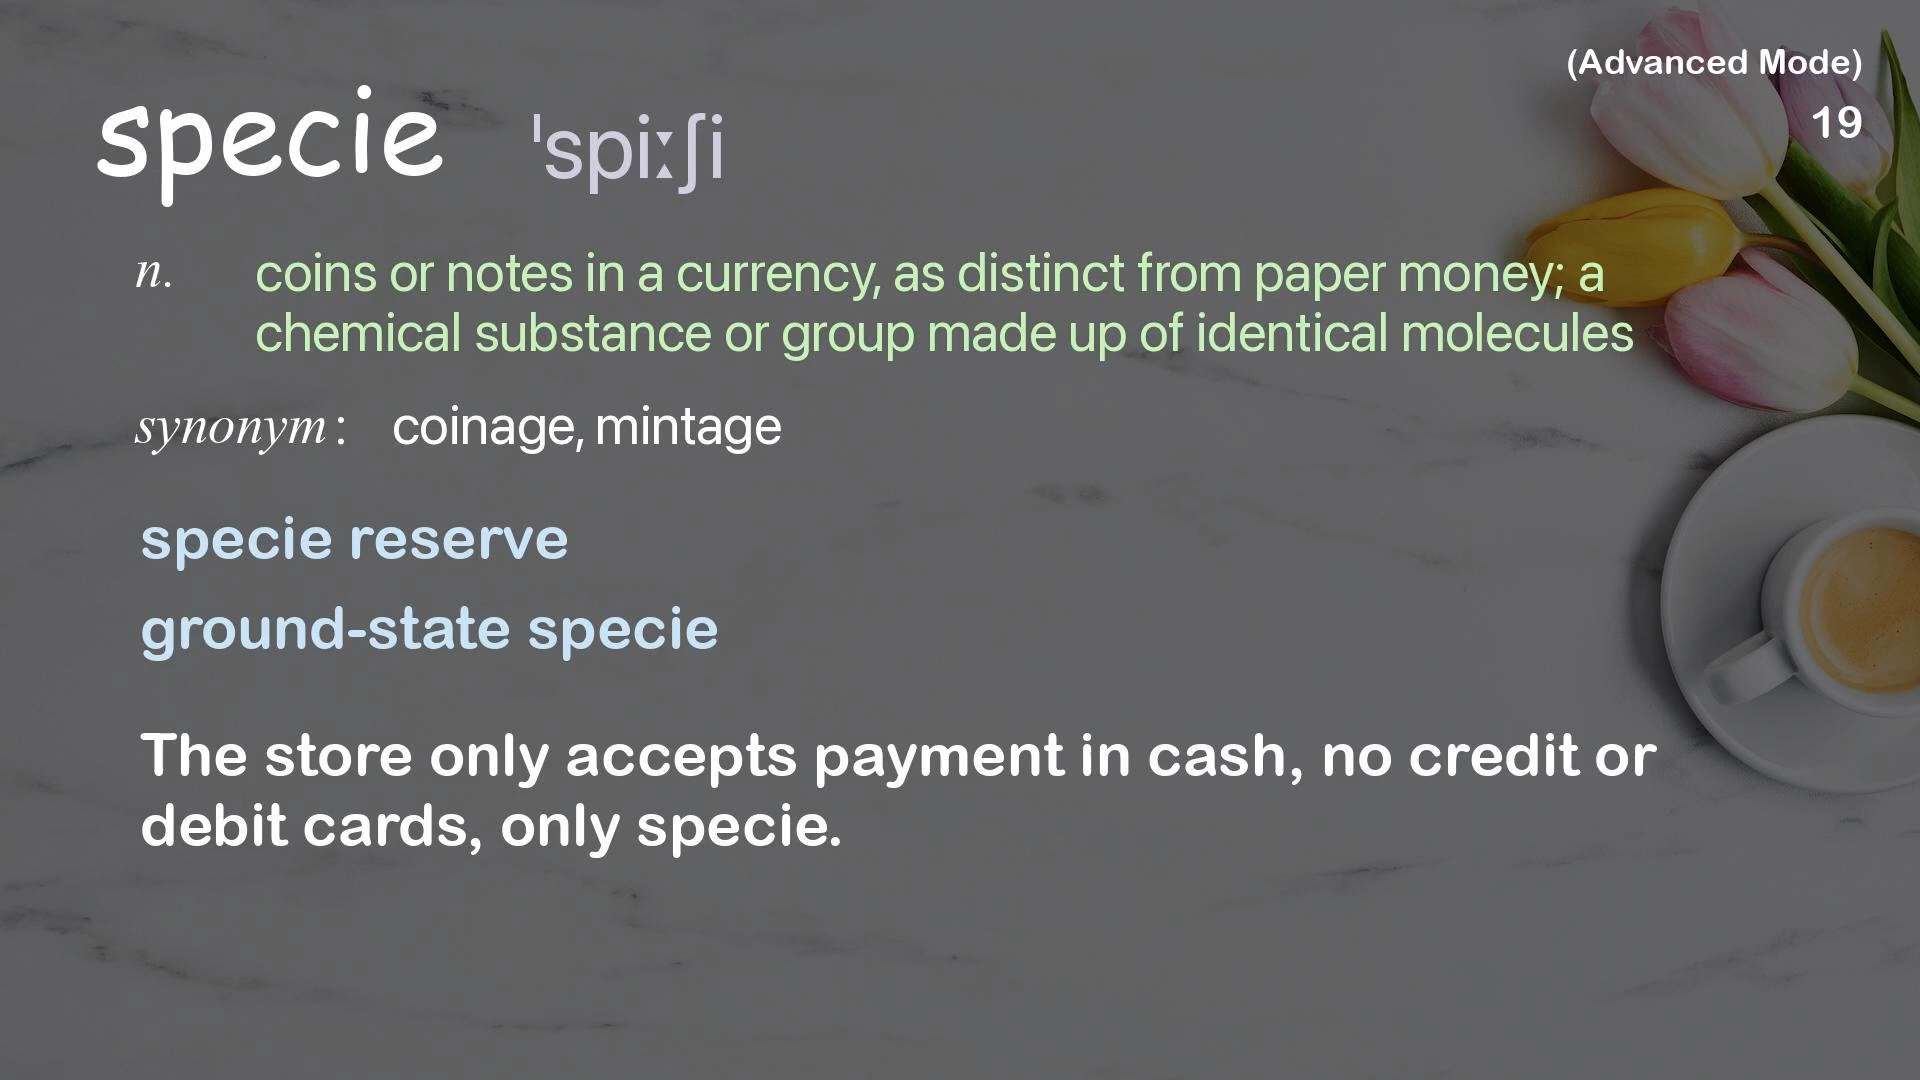 (Advanced Mode)
19
specie ˈspiːʃi
n. coins or notes in a currency, as distinct from paper money; a
chemical substance or group made up of identical molecules
synonym: coinage, mintage
specie reserve
ground-state specie
The store only accepts payment in cash, no credit or
debit cards, only specie.